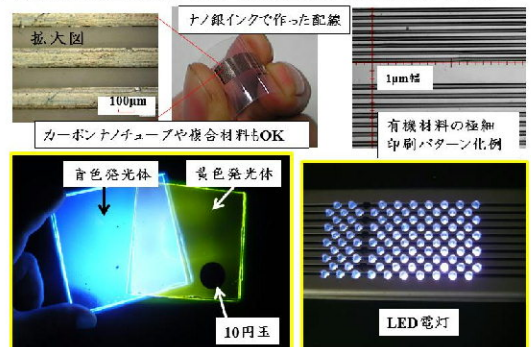 ナノ銀インクで作った配線
拡大図
100μm
1μm幅
カーボンナノチューブや複合材料もOK
有機材料の極細
印刷パターン化例
青色発光体
黄色発光体
10円玉
LED電灯